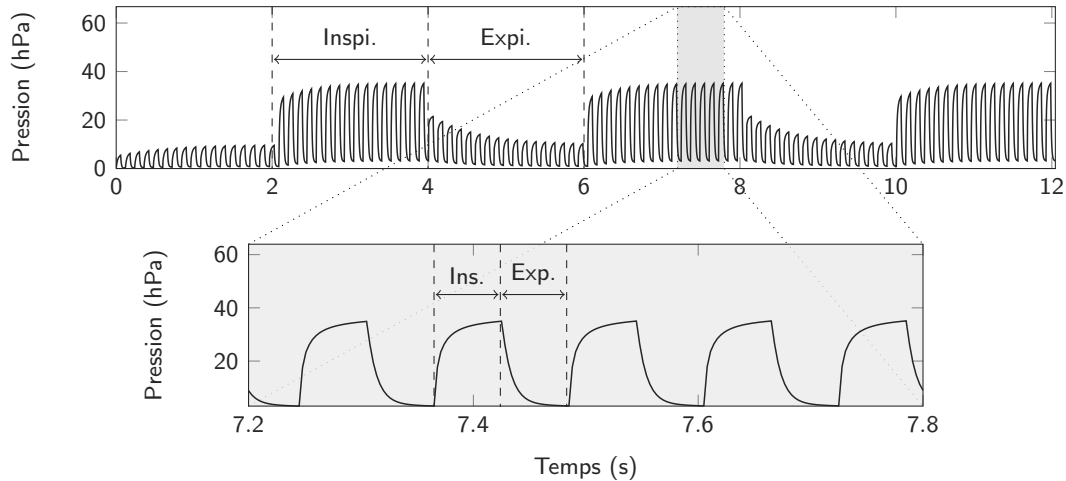 60
40
20
0
Pression (hPa)
Inspi.
Expi.
0 2 4 6 8 10 12
60
40
20
Pression (hPa)
Ins.
Exp.
7.2 7.4 7.6 7.8
Temps (s)